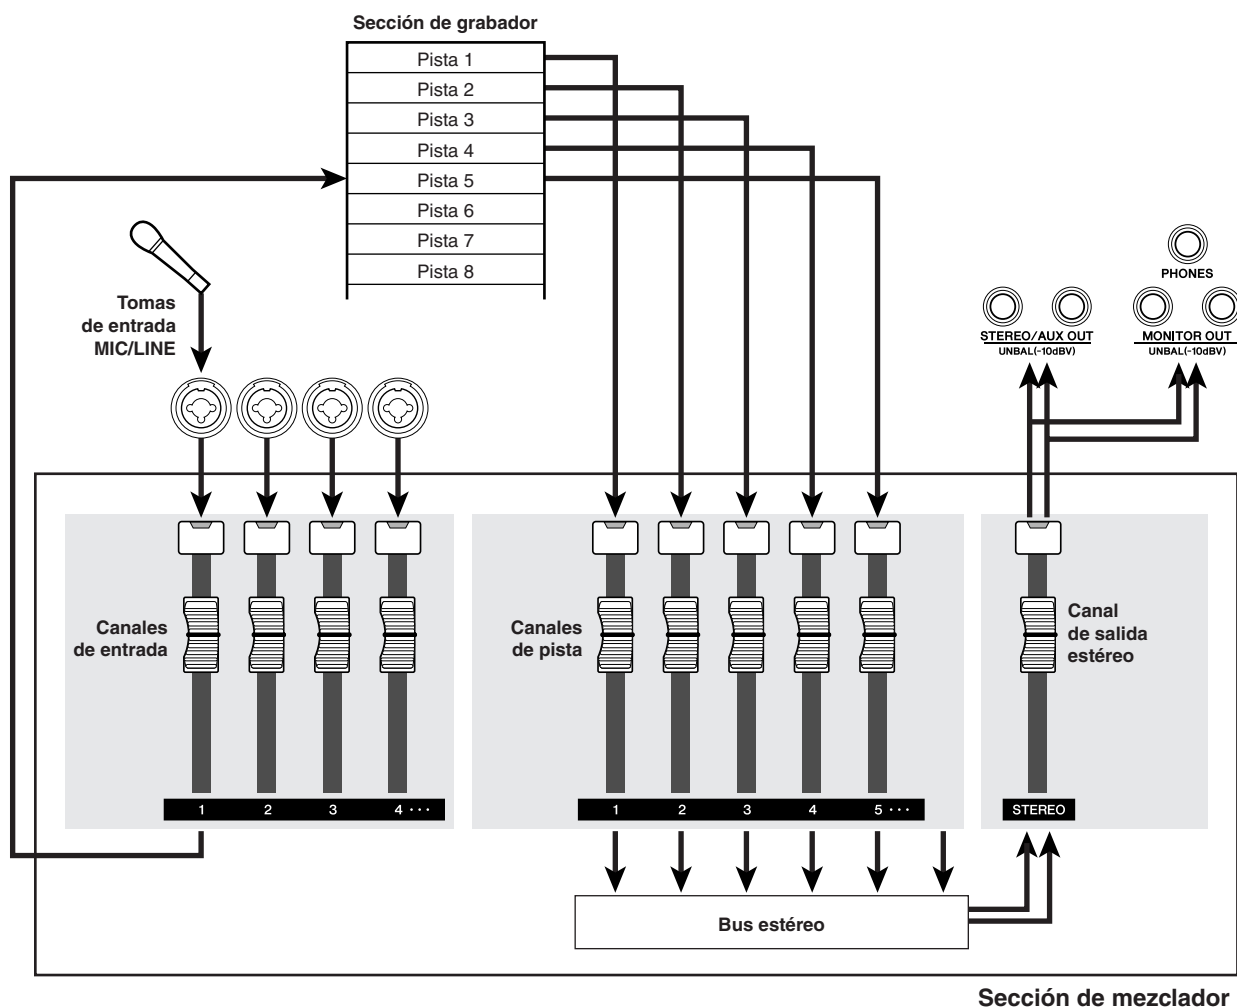 Sección de grabador
Pista 1
Pista 2
Pista 3
Pista 4
Pista 5
Pista 6
Pista 7
Pista 8
Tomas
de entrada
MIC/LINE
PHONES
STEREO/AUX OUT
UNBAL(-10dBV)
MONITOR OUT
UNBAL(-10dBV)
Canales
de entrada
1 2 3 4 ···
Canales
de pista
1 2 3 4 5 ···
Canal
de salida
estéreo
STEREO
Bus estéreo
Sección de mezclador